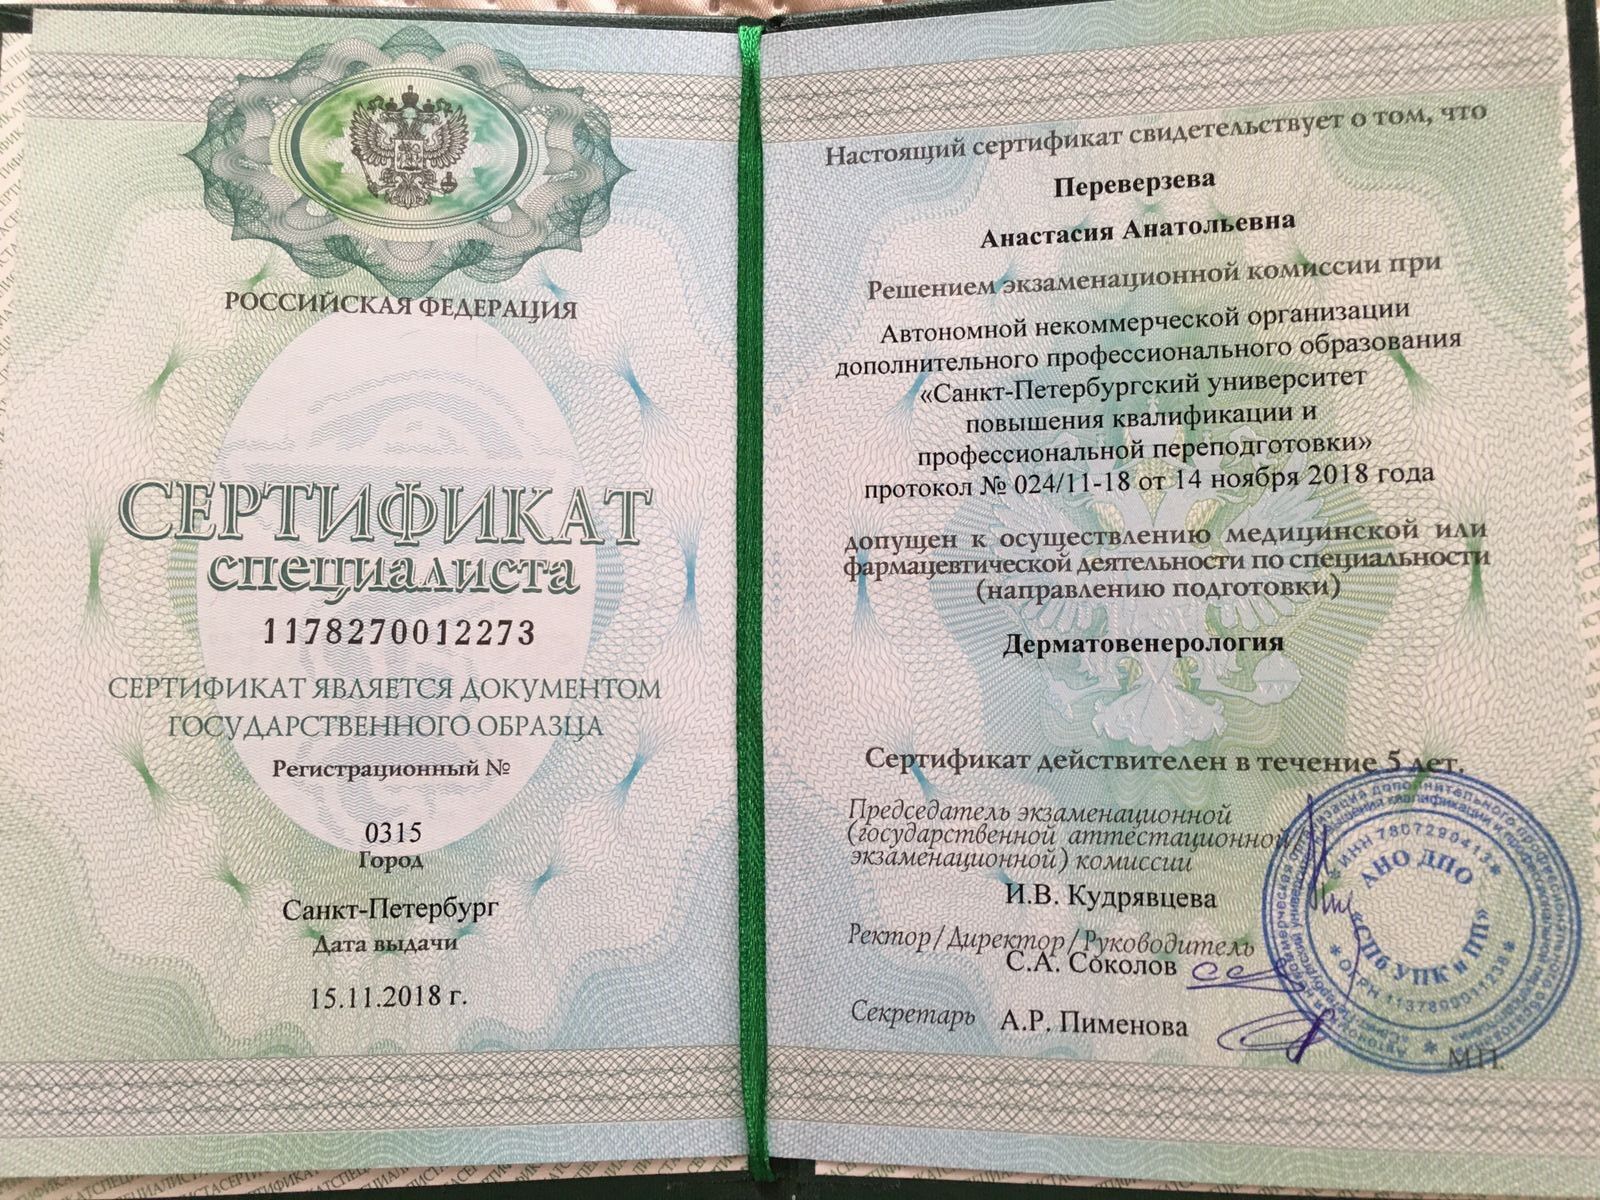 РОССИЙСКАЯ ФЕДЕРАЦИЯ
СЕРТИФИКАТ
специалиста
1178270012273
СЕРТИФИКАТ ЯВЛЯЕТСЯ ДОКУМЕНТОМ
ГОСУДАРСТВЕННОГО ОБРАЗЦА
Регистрационный №
0315
Город
Санкт-Петербург
Дата выдачи
15.11.2018 г.
Настоящий сертификат свидетельствует о том, что
Переверзева
Анастасия Анатольевна
Решением экзаменационной комиссии при
Автономной некоммерческой организации
дополнительного профессионального образования
«Санкт-Петербургский университет
повышения квалификации и
профессиональной переподготовки»
протокол № 024/11-18 от 14 ноября 2018 года
допущен к осуществлению медицинской или
фармацевтической деятельности по специальности
(направлению подготовки)
Дерматовенерология
Сертификат действителен в течение 5 лет.
Председатель экзаменационной
(государственной аттестационной
экзаменационной) комиссии
И.В. Кудрявцева
Ректор/Директор/Руководитель
С.А. Соколов
Секретарь А.Р. Пименова
М.П.
АНО ДПО
«СПб УПК и ПП»